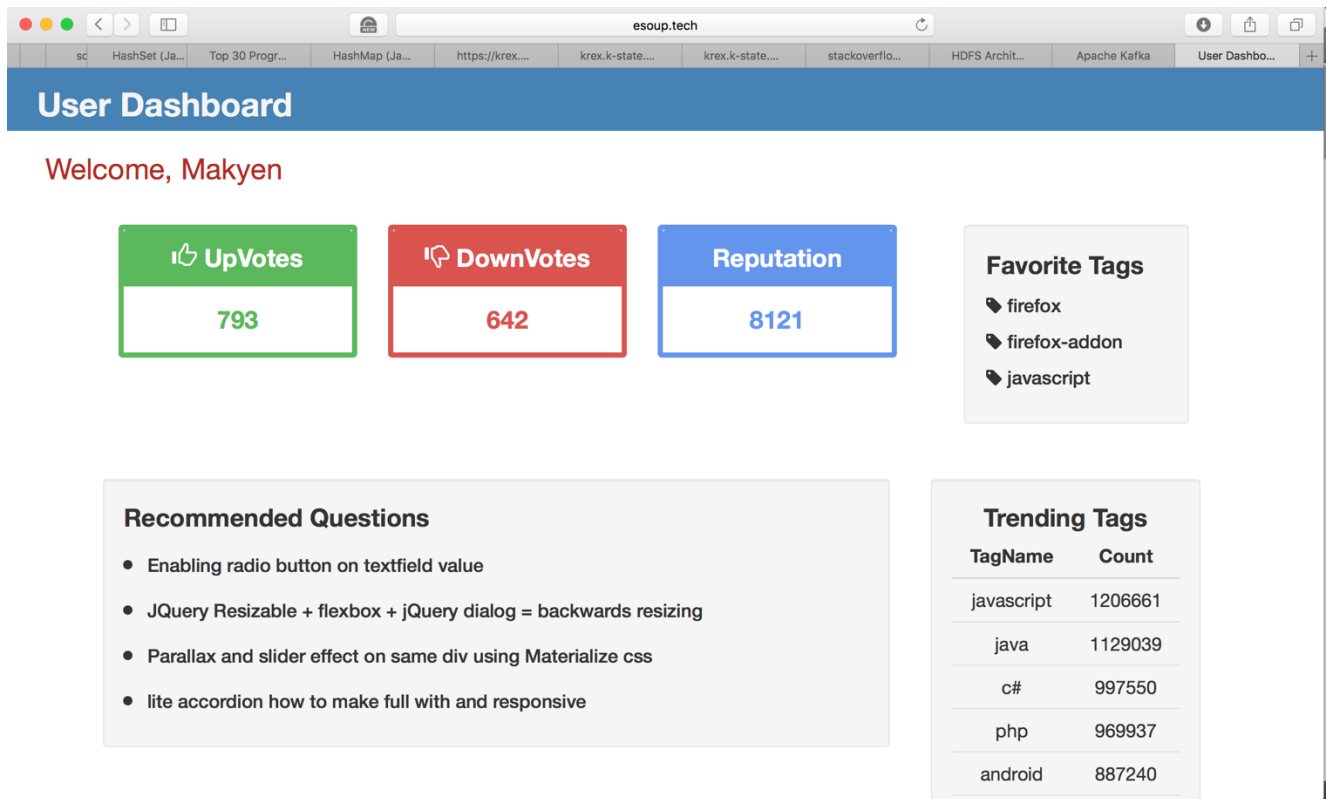 esoup.tech
NEW
sc
HashSet (Ja...
Top 30 Progr...
HashMap (Ja...
https://krex....
krex.k-state....
krex.k-state....
stackoverflo...
HDFS Archit...
Apache Kafka
User Dashbo...
User Dashboard
Welcome, Makyen
UpVotes
793
DownVotes
642
Reputation
8121
Favorite Tags
firefox
firefox-addon
javascript
Recommended Questions
Enabling radio button on textfield value
JQuery Resizable + flexbox + jQuery dialog = backwards resizing
Parallax and slider effect on same div using Materialize css
lite accordion how to make full with and responsive
Trending Tags
TagName Count
javascript 1206661
java 1129039
c# 997550
php 969937
android 887240